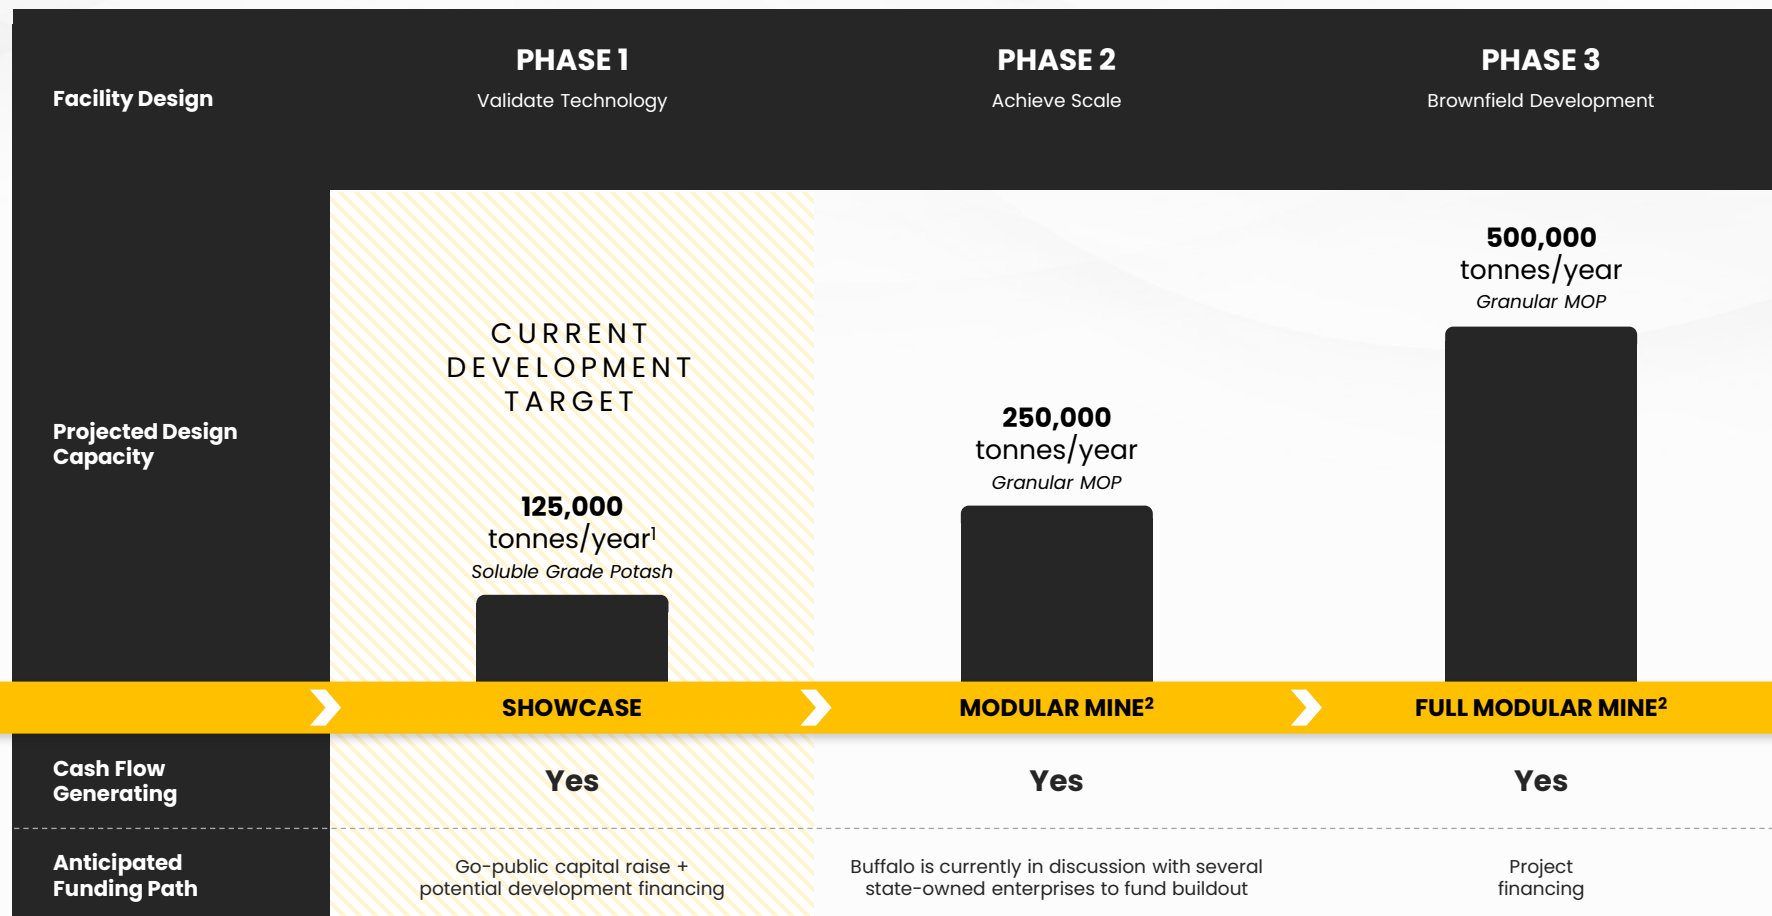 PHASE 1
PHASE 2
PHASE 3
Facility Design
Validate Technology
Achieve Scale
Brownfield Development
Projected Design
Capacity
CURRENT
DEVELOPMENT
TARGET
125,000
tonnes/year¹
Soluble Grade Potash
250,000
tonnes/year
Granular MOP
500,000
tonnes/year
Granular MOP
SHOWCASE
MODULAR MINE²
FULL MODULAR MINE²
Cash Flow
Generating
Yes
Yes
Yes
Anticipated
Funding Path
Go-public capital raise +
potential development financing
Buffalo is currently in discussion with several
state-owned enterprises to fund buildout
Project
financing